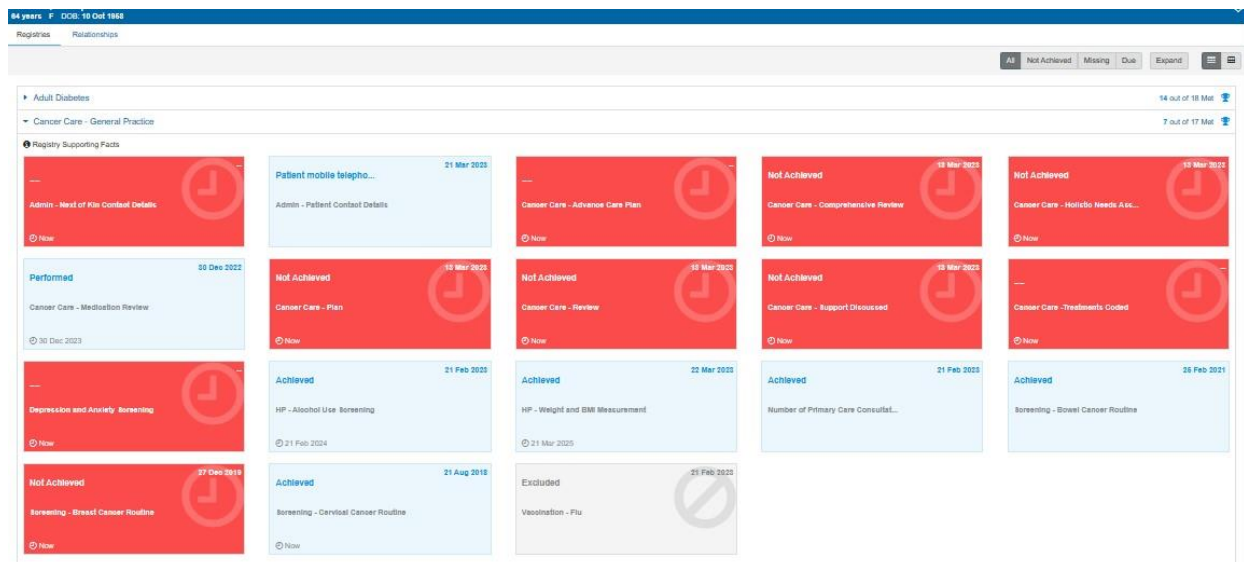 64 years F DOB: 10 Oct 1958
Registries Relationships
All Not Achieved Missing Due Expand
Adult Diabetes 14 out of 18 Met
Cancer Care - General Practice 7 out of 17 Met
Registry Supporting Facts
--
__
Admin - Next of Kin Contact Details
Now
21 Mar 2023
Patient mobile telepho...
Admin - Patient Contact Details
--
__
Cancer Care - Advance Care Plan
Now
13 Mar 2023
Not Achieved
Cancer Care - Comprehensive Review
Now
13 Mar 2023
Not Achieved
Cancer Care - Holistic Needs Ass...
Now
30 Dec 2022
Performed
Cancer Care - Medication Review
30 Dec 2023
13 Mar 2023
Not Achieved
Cancer Care - Plan
Now
13 Mar 2023
Not Achieved
Cancer Care - Review
Now
13 Mar 2023
Not Achieved
Cancer Care - Support Discussed
Now
--
__
Cancer Care -Treatments Coded
Now
--
__
Depression and Anxiety Screening
Now
21 Feb 2023
Achieved
HP - Alcohol Use Screening
21 Feb 2024
22 Mar 2023
Achieved
HP - Weight and BMI Measurement
21 Mar 2025
21 Feb 2023
Achieved
Number of Primary Care Consultat...
26 Feb 2021
Achieved
Screening - Bowel Cancer Routine
27 Dec 2019
Not Achieved
Screening - Breast Cancer Routine
Now
21 Aug 2018
Achieved
Screening - Cervical Cancer Routine
Now
21 Feb 2023
Excluded
Vaccination - Flu